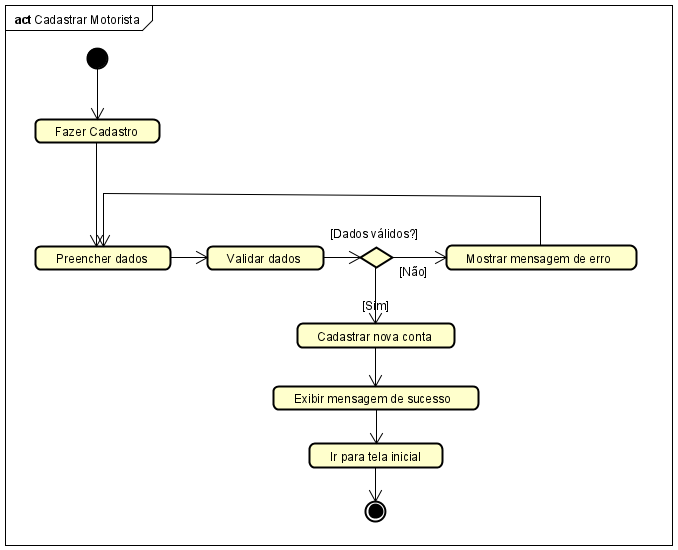 act Cadastrar Motorista
Fazer Cadastro
[Dados válidos?]
Preencher dados
Validar dados
Mostrar mensagem de erro
[Não]
[Sim]
Cadastrar nova conta
Exibir mensagem de sucesso
Ir para tela inicial